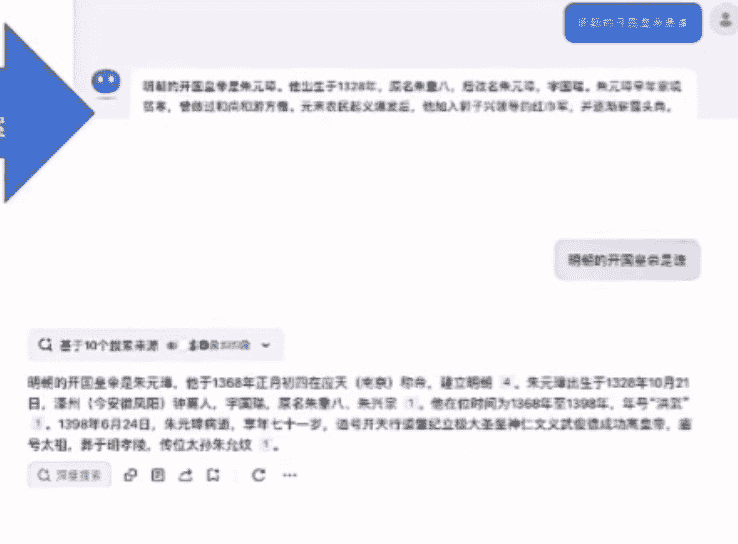 明朝的开国皇帝是谁
明朝的开国皇帝是朱元璋。他出生于1328年，原名朱重八，后改名朱元璋，字国瑞。朱元璋早年家境
贫寒，曾做过和尚和游方僧。元末农民起义爆发后，他加入郭子兴领导的红巾军，并逐渐崭露头角。
明朝的开国皇帝是谁
基于10个搜索来源
明朝的开国皇帝是朱元璋，他于1368年正月初四在应天（南京）称帝，建立明朝 4 。朱元璋出生于1328年10月21
日，濠州（今安徽凤阳）钟离人，字国瑞，原名朱重八、朱兴宗 1 。他在位时间为1368年至1398年，年号“洪武”
1 。1398年6月24日，朱元璋病逝，享年七十一岁，谥号开天行道肇纪立极大圣至神仁文义武俊德成功高皇帝，庙
号太祖，葬于明孝陵，传位太孙朱允炆 1 。
深度搜索